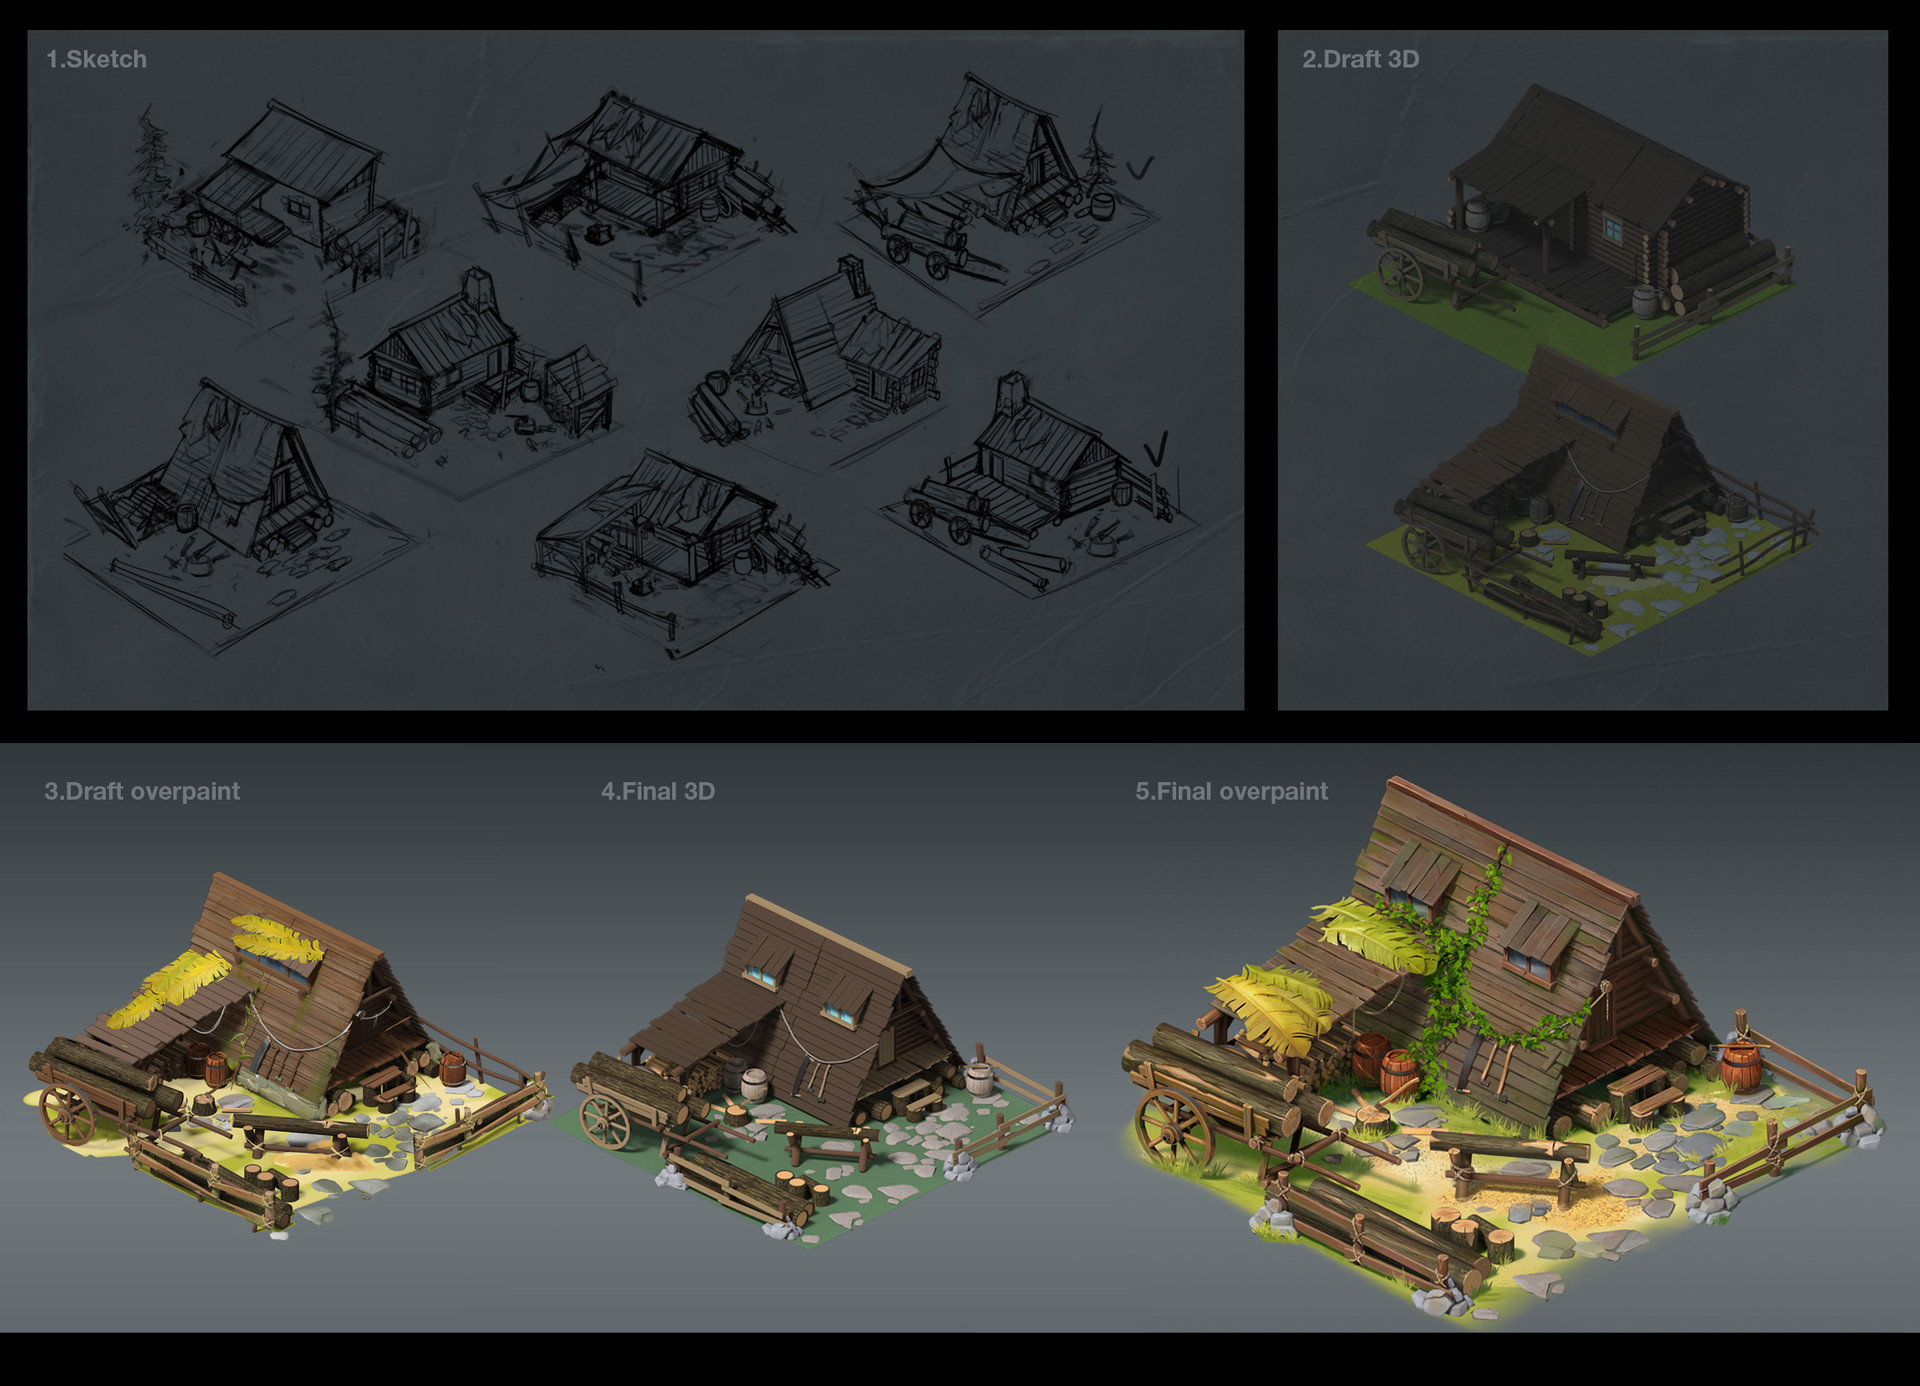 1.Sketch
2.Draft 3D
3.Draft overpaint
4.Final 3D
5.Final overpaint